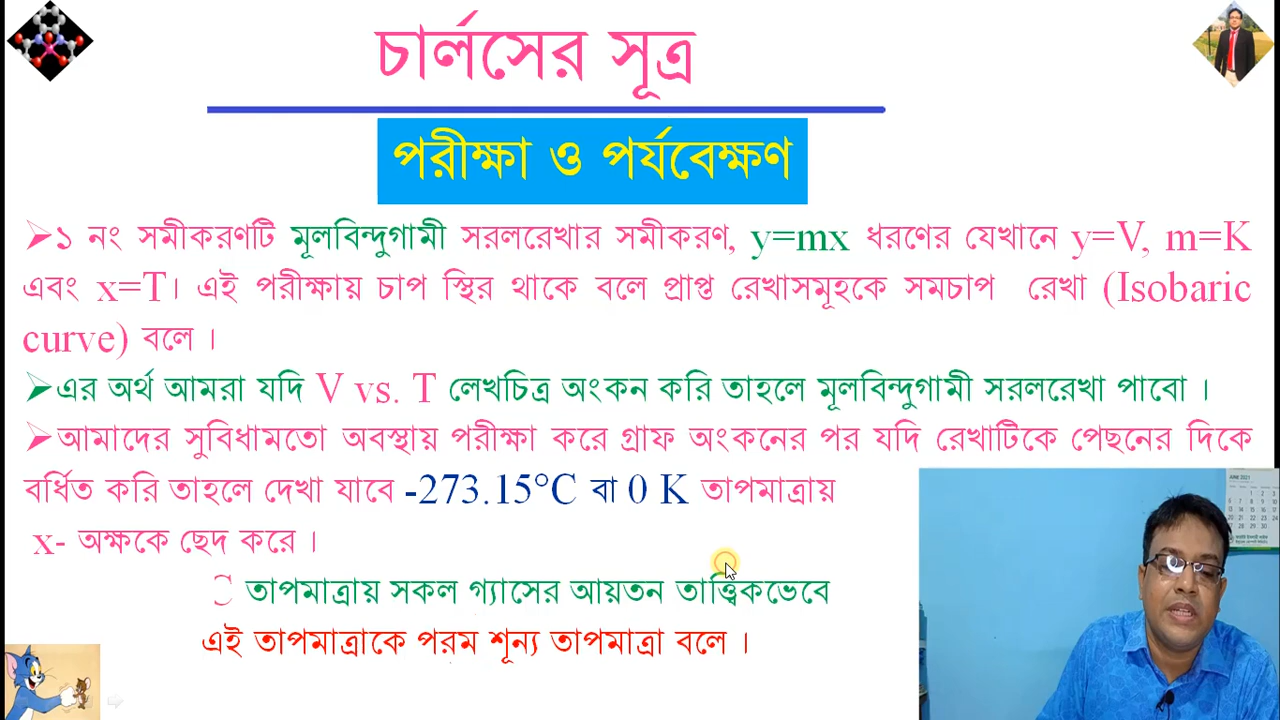 চার্লসের সূত্র
পরীক্ষা ও পর্যবেক্ষণ
➢১ নং সমীকরণটি মূলবিন্দুগামী সরলরেখার সমীকরণ, y=mx ধরণের যেখানে y=V, m=K
এবং x=T। এই পরীক্ষায় চাপ স্থির থাকে বলে প্রাপ্ত রেখাসমূহকে সমচাপ রেখা (Isobaric
curve) বলে ।
➢এর অর্থ আমরা যদি V vs. T লেখচিত্র অংকন করি তাহলে মূলবিন্দুগামী সরলরেখা পাবো ।
➢আমাদের সুবিধামতো অবস্থায় পরীক্ষা করে গ্রাফ অংকনের পর যদি রেখাটিকে পেছনের দিকে
বর্ধিত করি তাহলে দেখা যাবে -273.15°C বা 0 K তাপমাত্রায়
x- অক্ষকে ছেদ করে ।
C তাপমাত্রায় সকল গ্যাসের আয়তন তাত্ত্বিকভেবে
এই তাপমাত্রাকে পরম শূন্য তাপমাত্রা বলে ।
JUNE 2021